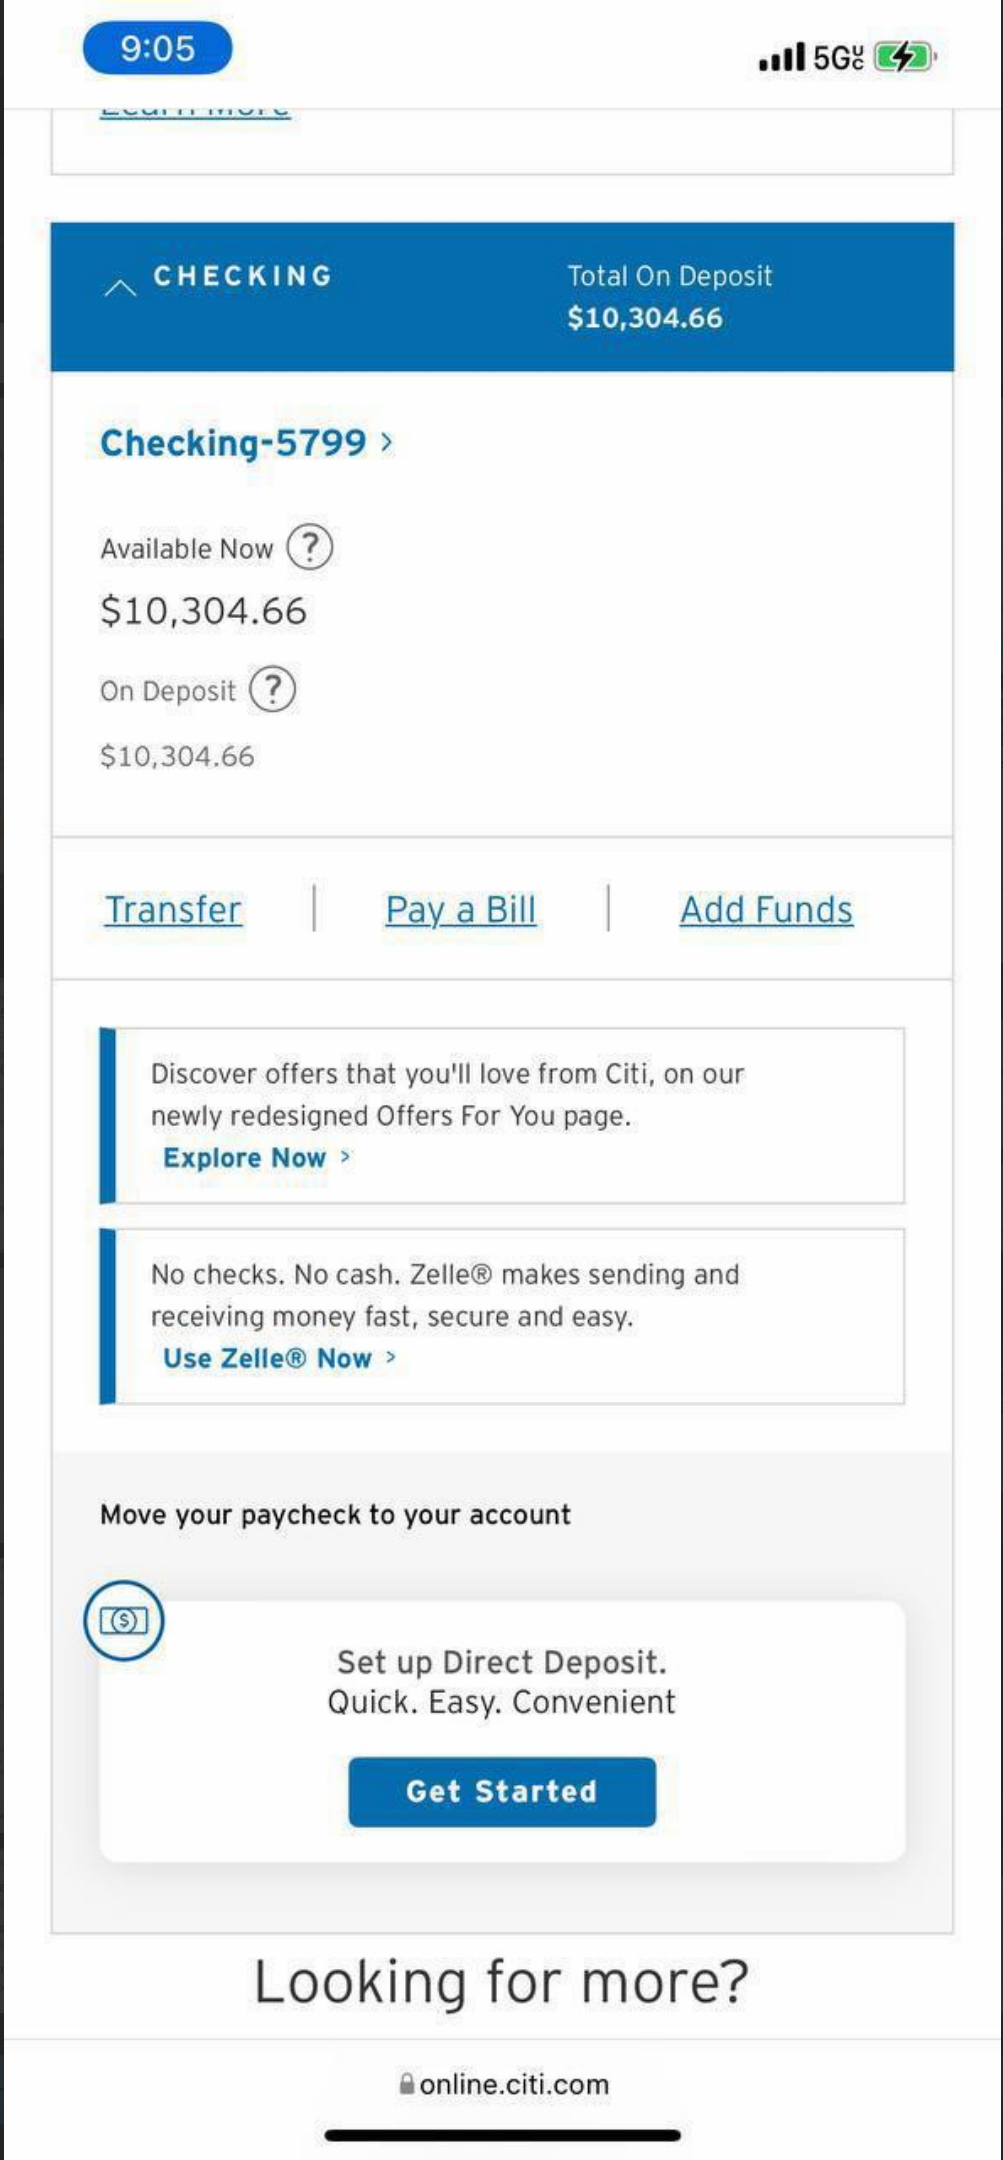 9:05
5GUC
Learn More
CHECKING
Total On Deposit
$10,304.66
Checking-5799 >
Available Now ?
$10,304.66
On Deposit ?
$10,304.66
Transfer | Pay a Bill | Add Funds
Discover offers that you'll love from Citi, on our
newly redesigned Offers For You page.
Explore Now >
No checks. No cash. Zelle® makes sending and
receiving money fast, secure and easy.
Use Zelle® Now >
Move your paycheck to your account
$
Set up Direct Deposit.
Quick. Easy. Convenient
Get Started
Looking for more?
online.citi.com